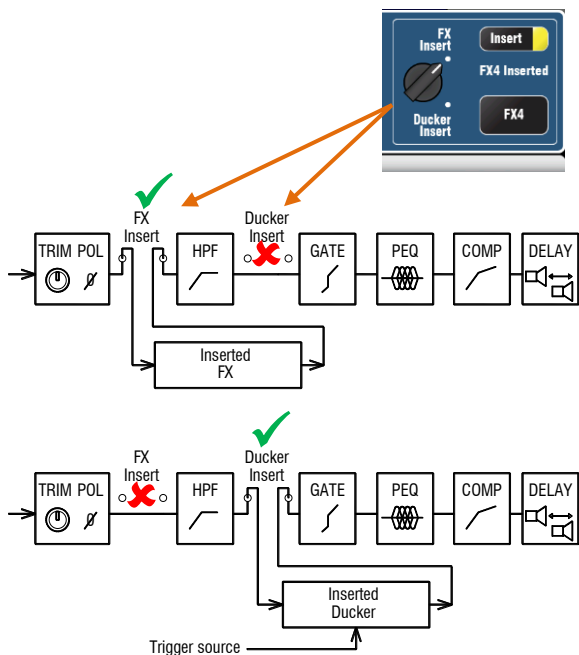 FX
Insert
Insert
FX4 Inserted
Ducker
Insert
FX4
FX
Insert
Ducker
Insert
TRIM POL
HPF
GATE
PEQ
COMP
DELAY
Inserted
FX
FX
Insert
Ducker
Insert
TRIM POL
HPF
GATE
PEQ
COMP
DELAY
Inserted
Ducker
Trigger source